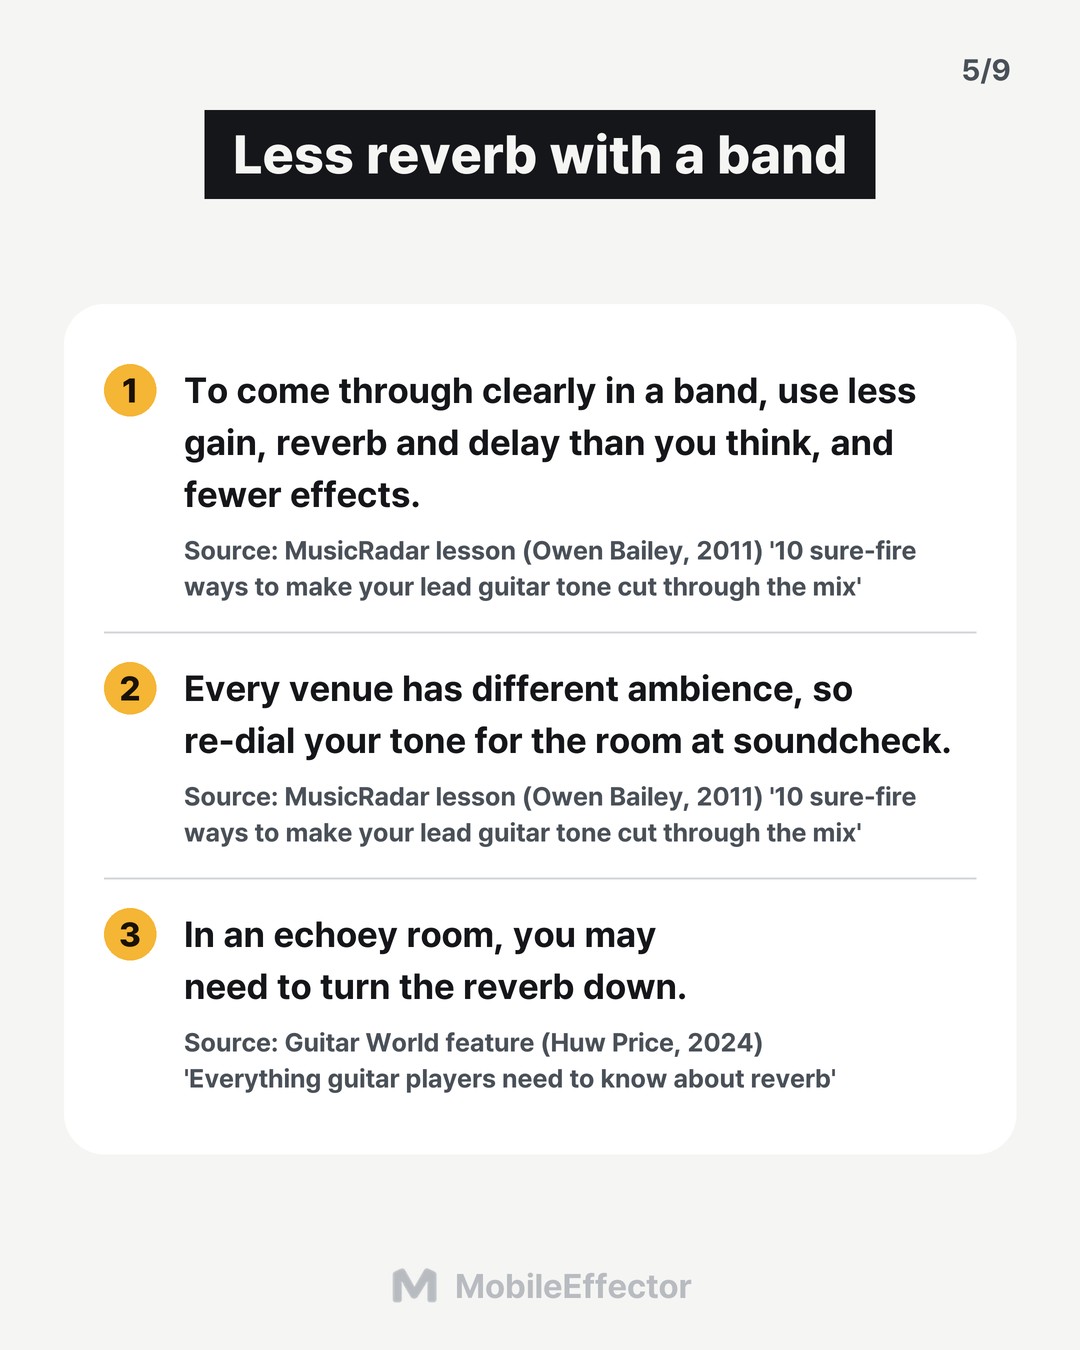 5/9
Less reverb with a band
1 To come through clearly in a band, use less
gain, reverb and delay than you think, and
fewer effects.
Source: MusicRadar lesson (Owen Bailey, 2011) '10 sure-fire
ways to make your lead guitar tone cut through the mix'
2 Every venue has different ambience, so
re-dial your tone for the room at soundcheck.
Source: MusicRadar lesson (Owen Bailey, 2011) '10 sure-fire
ways to make your lead guitar tone cut through the mix'
3 In an echoey room, you may
need to turn the reverb down.
Source: Guitar World feature (Huw Price, 2024)
'Everything guitar players need to know about reverb'
MobileEffector